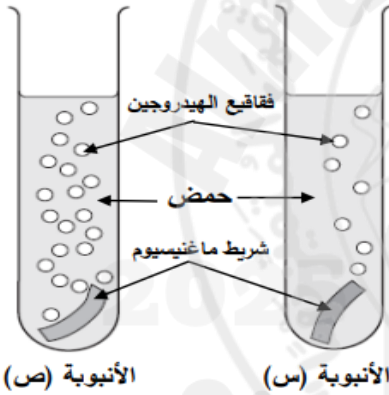 فقاقيع الهيدروجين
حمض
شريط ماغنيسيوم
الأنبوبة (س)
الأنبوبة (ص)